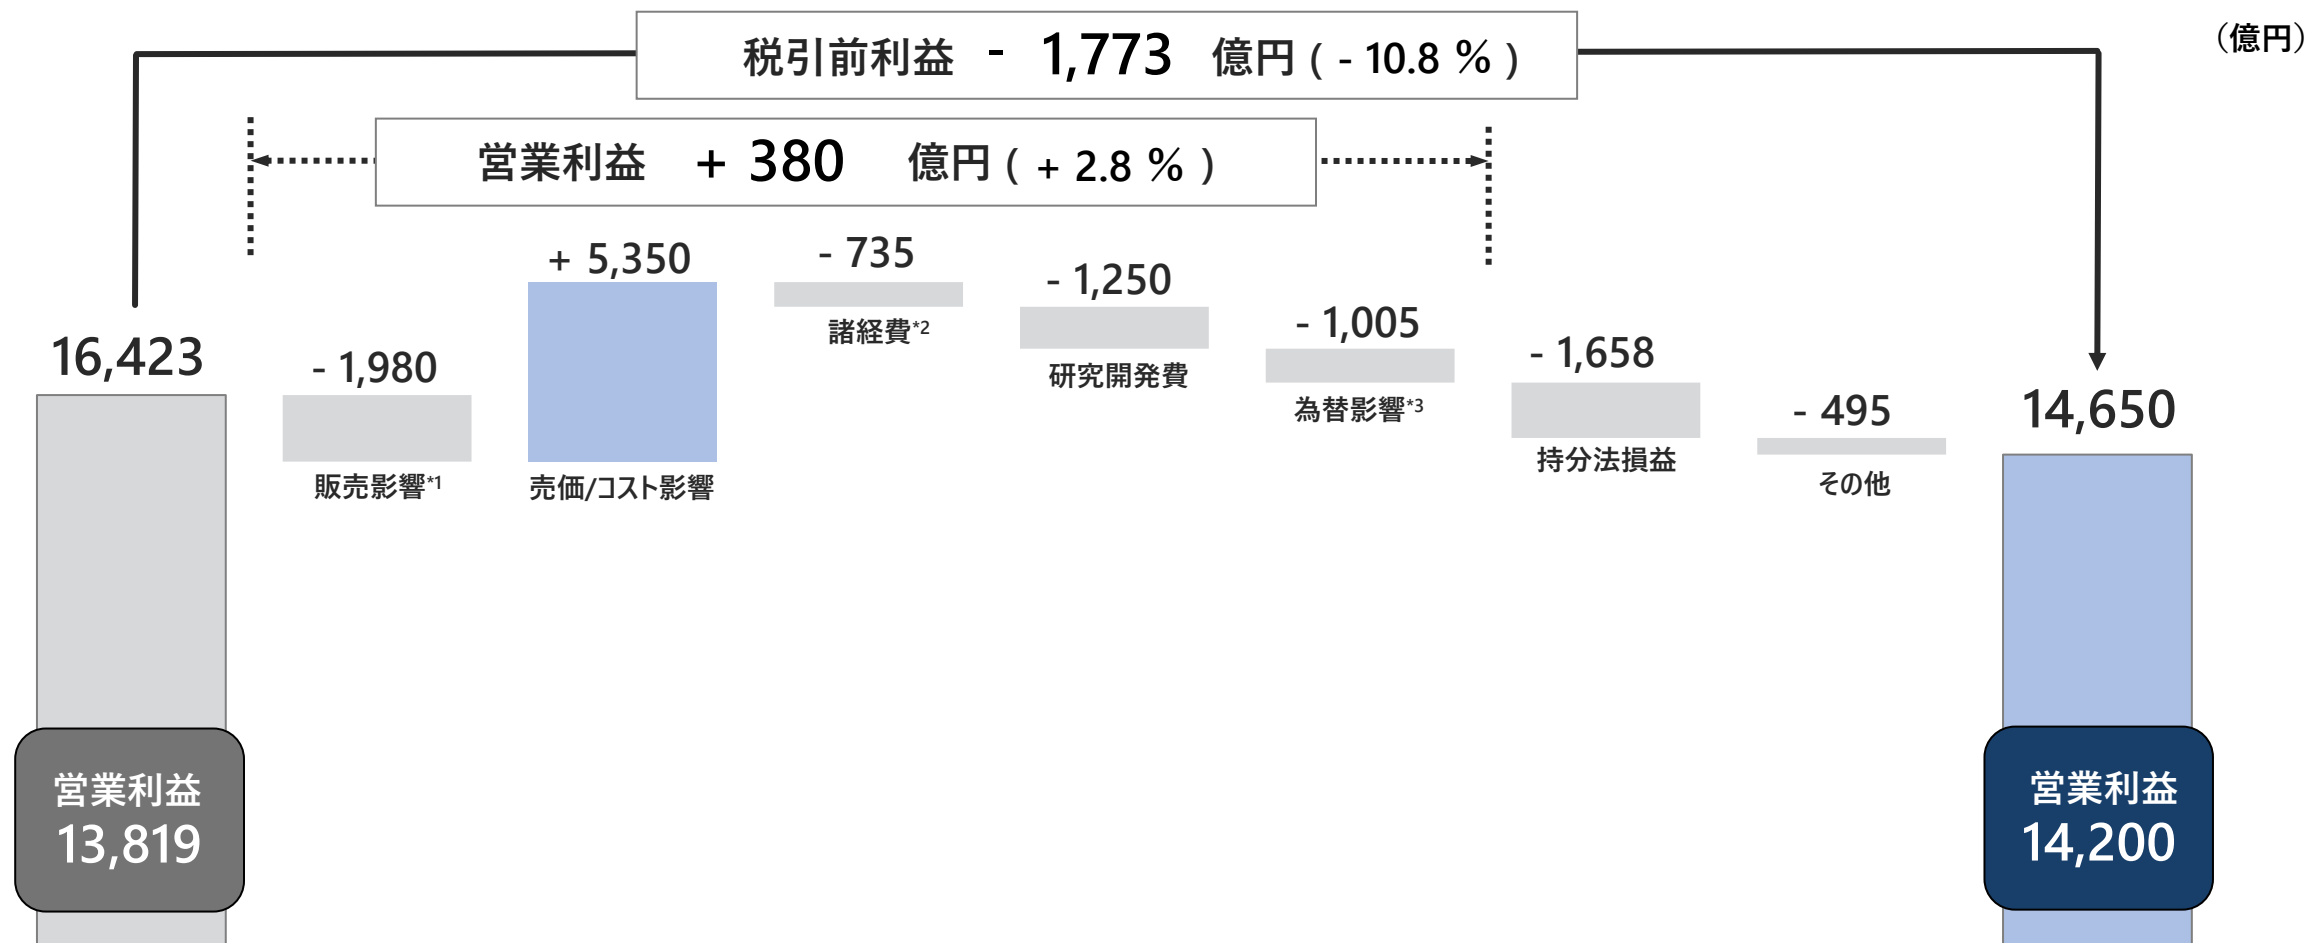 （億円）
税引前利益 - 1,773 億円 ( - 10.8 % )
営業利益 + 380 億円 ( + 2.8 % )
16,423
- 1,980
販売影響*1
+ 5,350
売価/コスト影響
- 735
諸経費*2
- 1,250
研究開発費
- 1,005
為替影響*3
- 1,658
持分法損益
- 495
その他
14,650
営業利益
13,819
営業利益
14,200